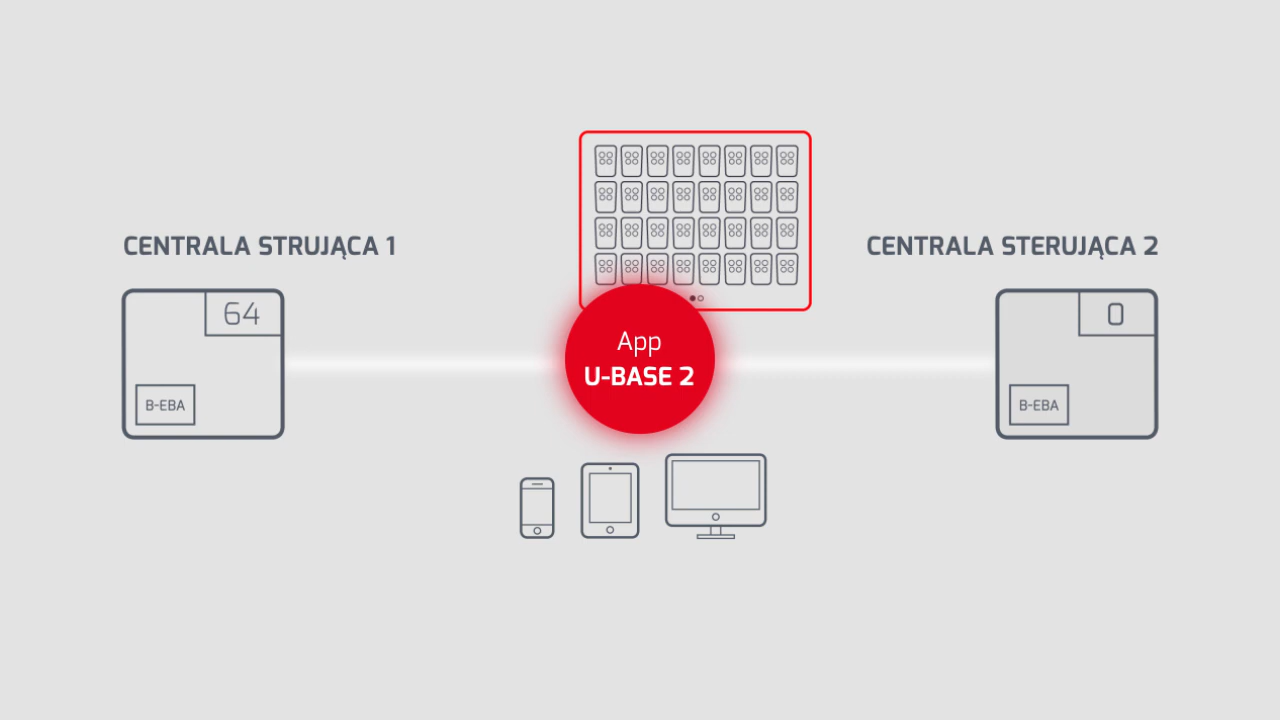 CENTRALA STRUJĄCA 1
64
B-EBA
App
U-BASE 2
CENTRALA STERUJĄCA 2
0
B-EBA